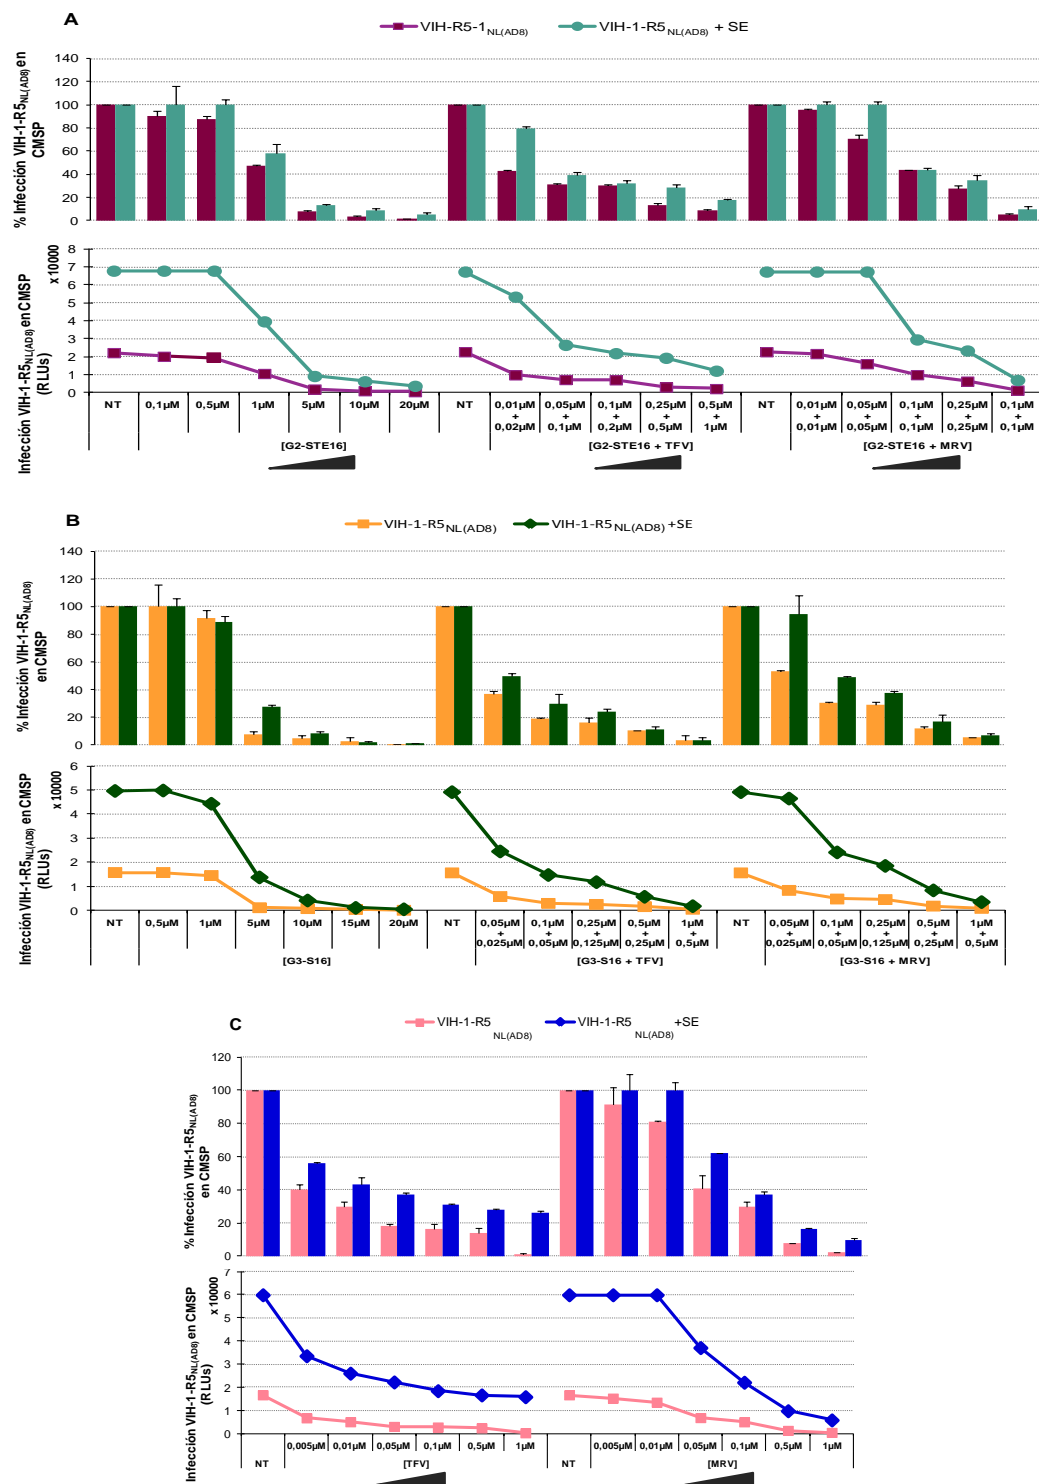 A
VIH-R5-1NL(AD8) VIH-1-R5NL(AD8) + SE
% Infección VIH-1-R5NL(AD8) en CMSP
140
120
100
80
60
40
20
0
Infección VIH-1-R5NL(AD8) en CMSP (RLUs)
x 10000
8
7
6
5
4
3
2
1
0
NT 0,1µM 0,5µM 1µM 5µM 10µM 20µM NT 0,01µM + 0,02µM 0,05µM + 0,1µM 0,1µM + 0,2µM 0,25µM + 0,5µM 0,5µM + 1µM NT 0,01µM + 0,01µM 0,05µM + 0,05µM 0,1µM + 0,1µM 0,25µM + 0,25µM 0,1µM + 0,1µM
[G2-STE16] [G2-STE16 + TFV] [G2-STE16 + MRV]
B
VIH-1-R5NL(AD8) VIH-1-R5NL(AD8) +SE
% Infección VIH-1-R5NL(AD8) en CMSP
140
120
100
80
60
40
20
0
Infección VIH-1-R5NL(AD8) en CMSP (RLUs)
x 10000
6
5
4
3
2
1
0
NT 0,5µM 1µM 5µM 10µM 15µM 20µM NT 0,05µM + 0,025µM 0,1µM + 0,05µM 0,25µM + 0,125µM 0,5µM + 0,25µM 1µM + 0,5µM NT 0,05µM + 0,025µM 0,1µM + 0,05µM 0,25µM + 0,125µM 0,5µM + 0,25µM 1µM + 0,5µM
[G3-S16] [G3-S16 + TFV] [G3-S16 + MRV]
C
VIH-1-R5 NL(AD8) VIH-1-R5 NL(AD8) +SE
% Infección VIH-1-R5NL(AD8) en CMSP
120
100
80
60
40
20
0
Infección VIH-1-R5NL(AD8) en CMSP (RLUs)
x 10000
7
6
5
4
3
2
1
0
NT 0,005µM 0,01µM 0,05µM 0,1µM 0,5µM 1µM NT 0,005µM 0,01µM 0,05µM 0,1µM 0,5µM 1µM
[TFV] [MRV]